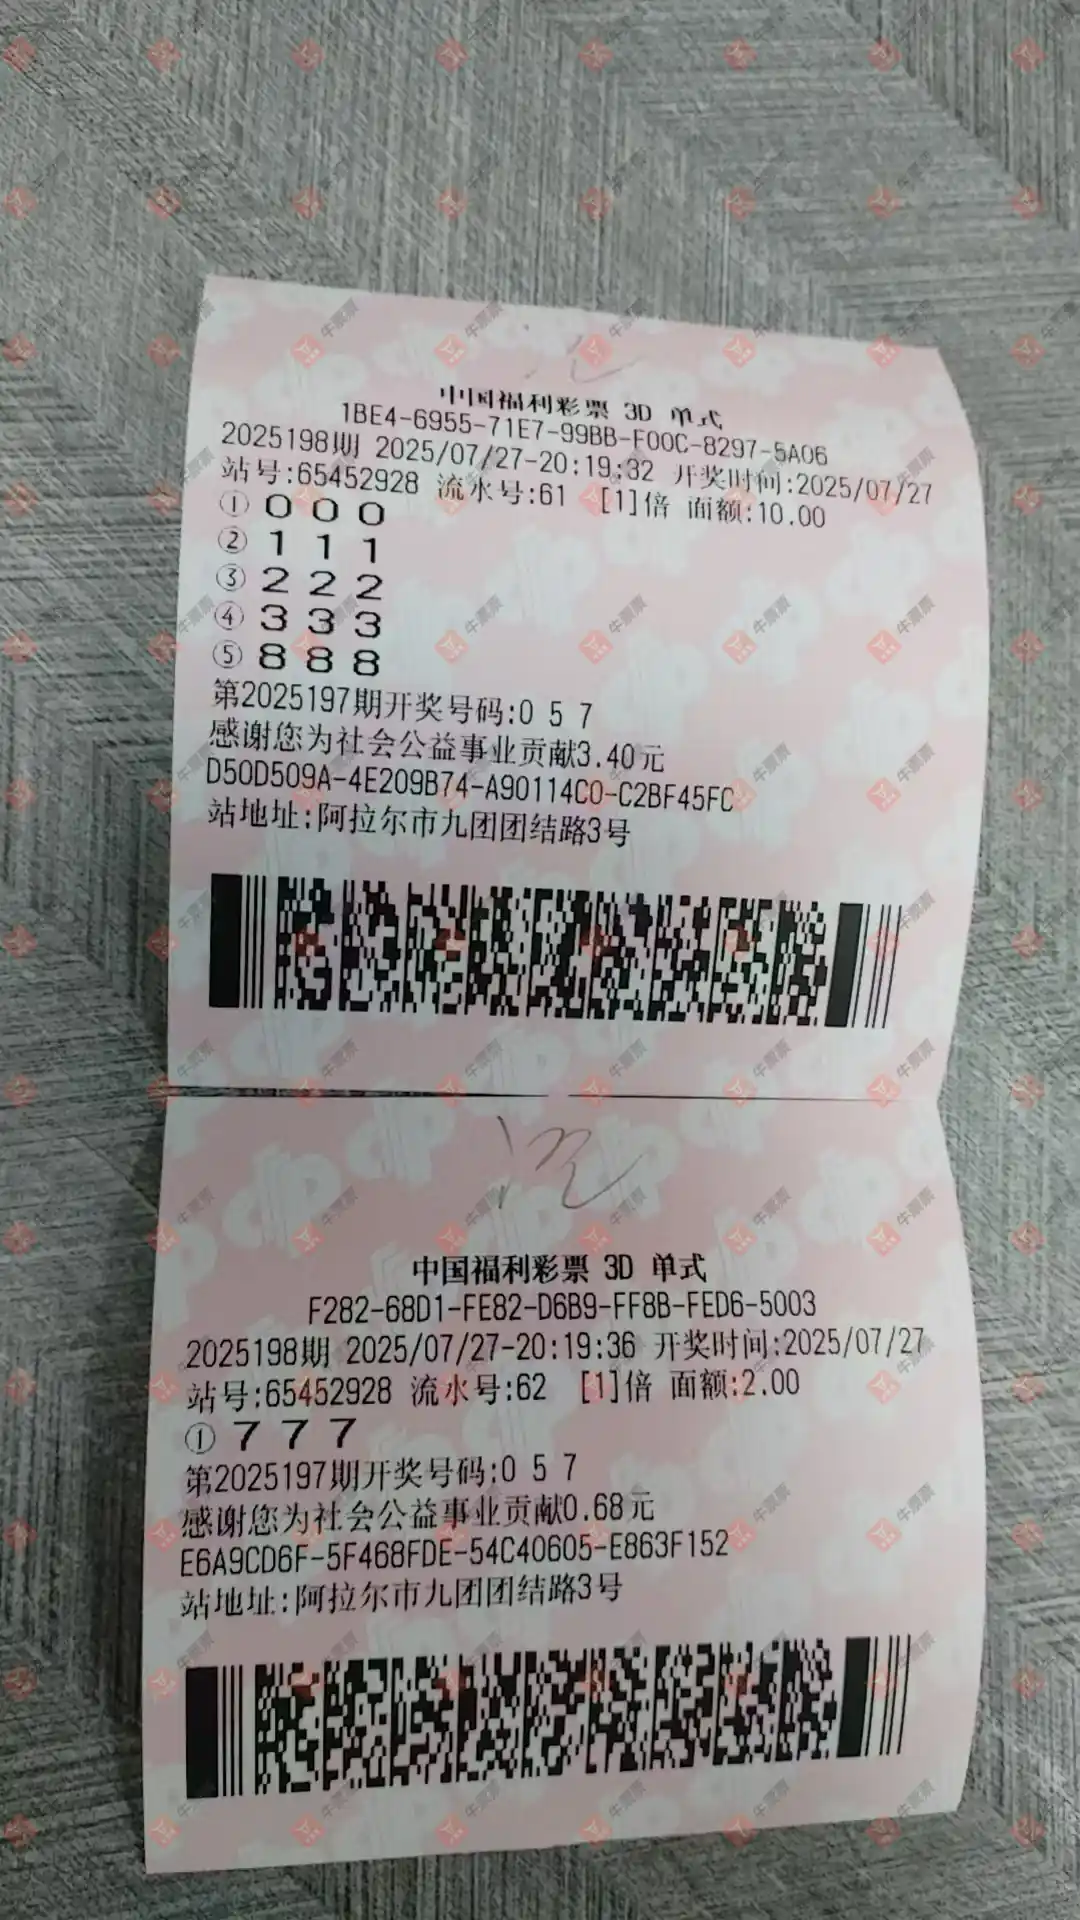 中国福利彩票 3D 单式
1BE4-6955-71E7-99BB-F00C-8297-5A06
2025198期 2025/07/27-20:19:32 开奖时间:2025/07/27
站号:65452928 流水号:61 [1]倍 面额:10.00
① 0 0 0
② 1 1 1
③ 2 2 2
④ 3 3 3
⑤ 8 8 8
第2025197期开奖号码:0 5 7
感谢您为社会公益事业贡献3.40元
D50D509A-4E209B74-A90114C0-C2BF45FC
站地址:阿拉尔市九团团结路3号
中国福利彩票 3D 单式
F282-68D1-FE82-D6B9-FF8B-FED6-5003
2025198期 2025/07/27-20:19:36 开奖时间:2025/07/27
站号:65452928 流水号:62 [1]倍 面额:2.00
① 7 7 7
第2025197期开奖号码:0 5 7
感谢您为社会公益事业贡献0.68元
E6A9CD6F-5F468FDE-54C40605-E863F152
站地址:阿拉尔市九团团结路3号
牛票票